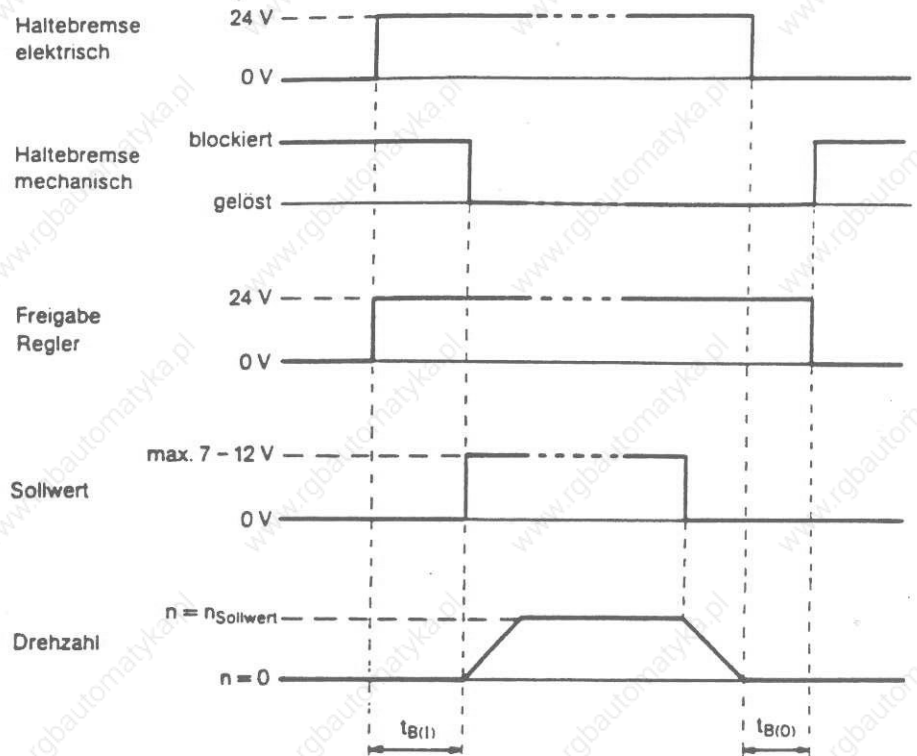 Haltebremse
elektrisch
24 V
0 V
Haltebremse
mechanisch
blockiert
gelöst
Freigabe
Regler
24 V
0 V
Sollwert
max. 7 – 12 V
0 V
Drehzahl
n = nSollwert
n = 0
tB(I)
tB(O)
www.rgbautomatyka.pl